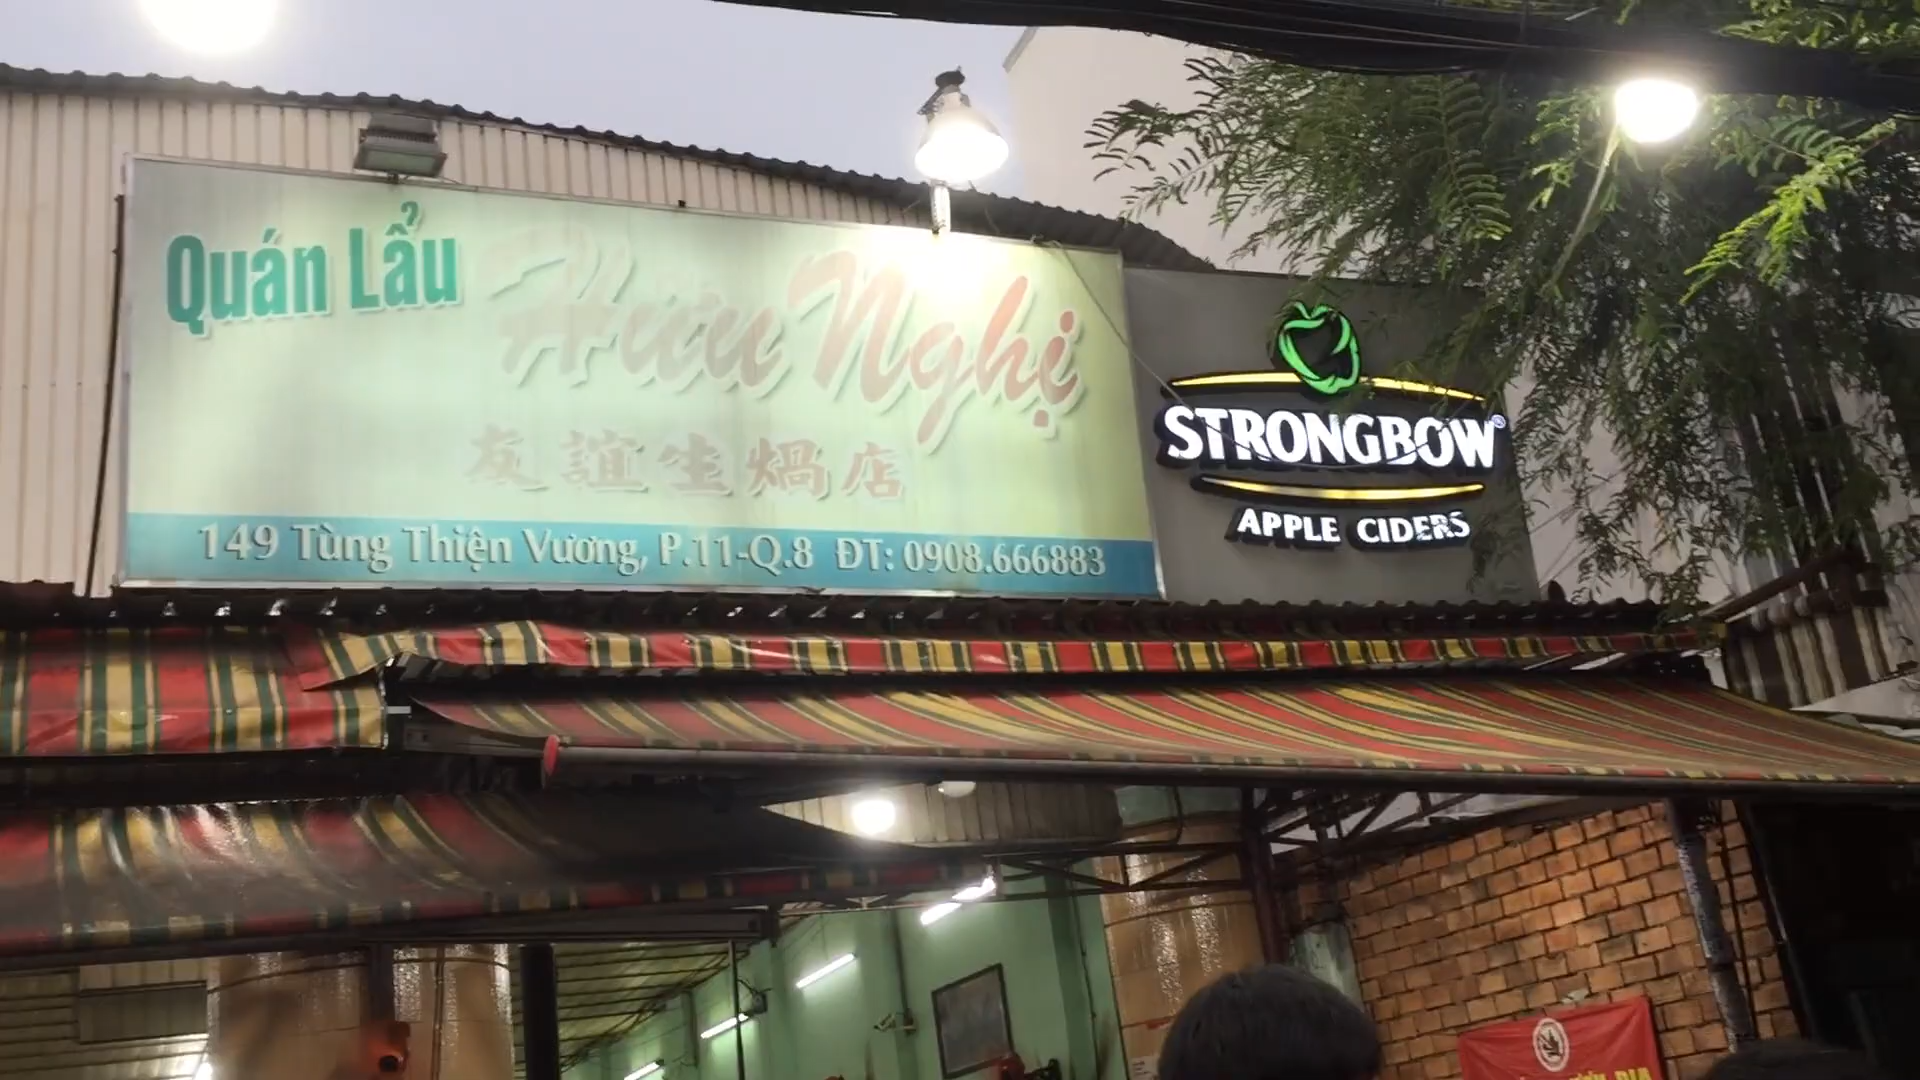 Quán Lẩu
Hữu Nghị
友誼生煱店
149 Tùng Thiện Vương, P.11-Q.8 ĐT: 0908.666883
STRONGBOW®
APPLE CIDERS